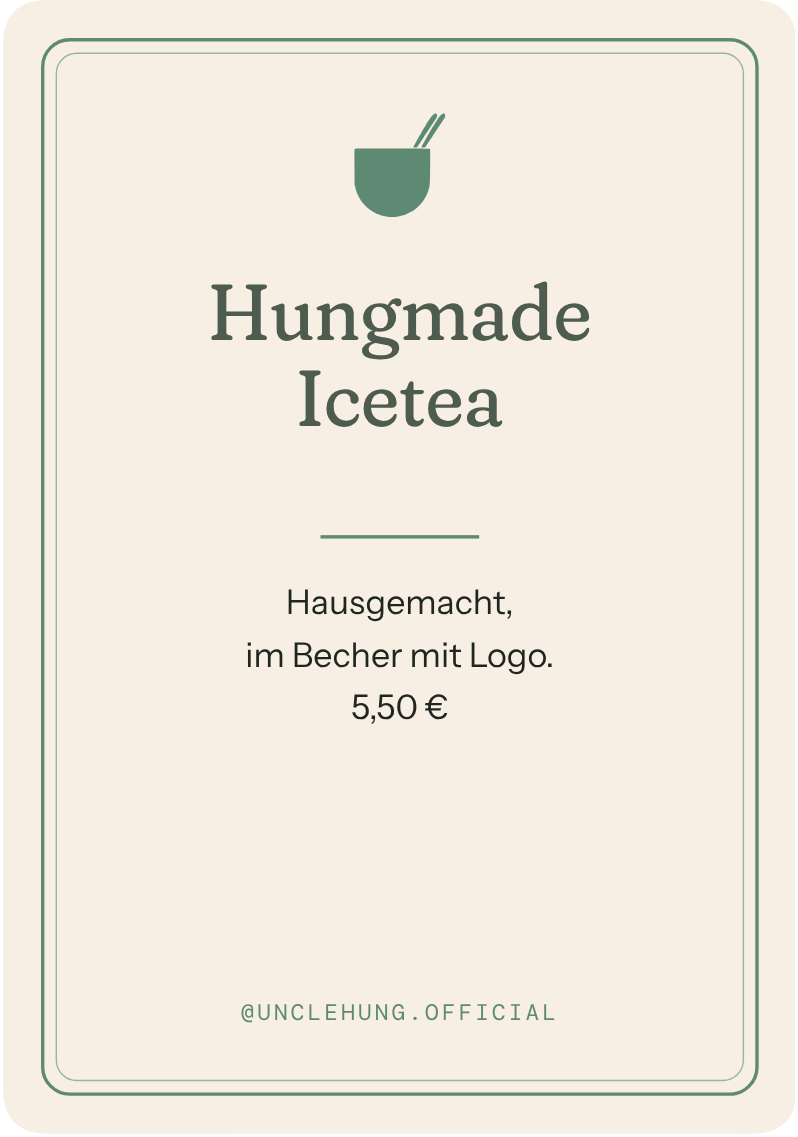 Hungmade
Icetea
Hausgemacht,
im Becher mit Logo.
5,50 €
@UNCLEHUNG.OFFICIAL